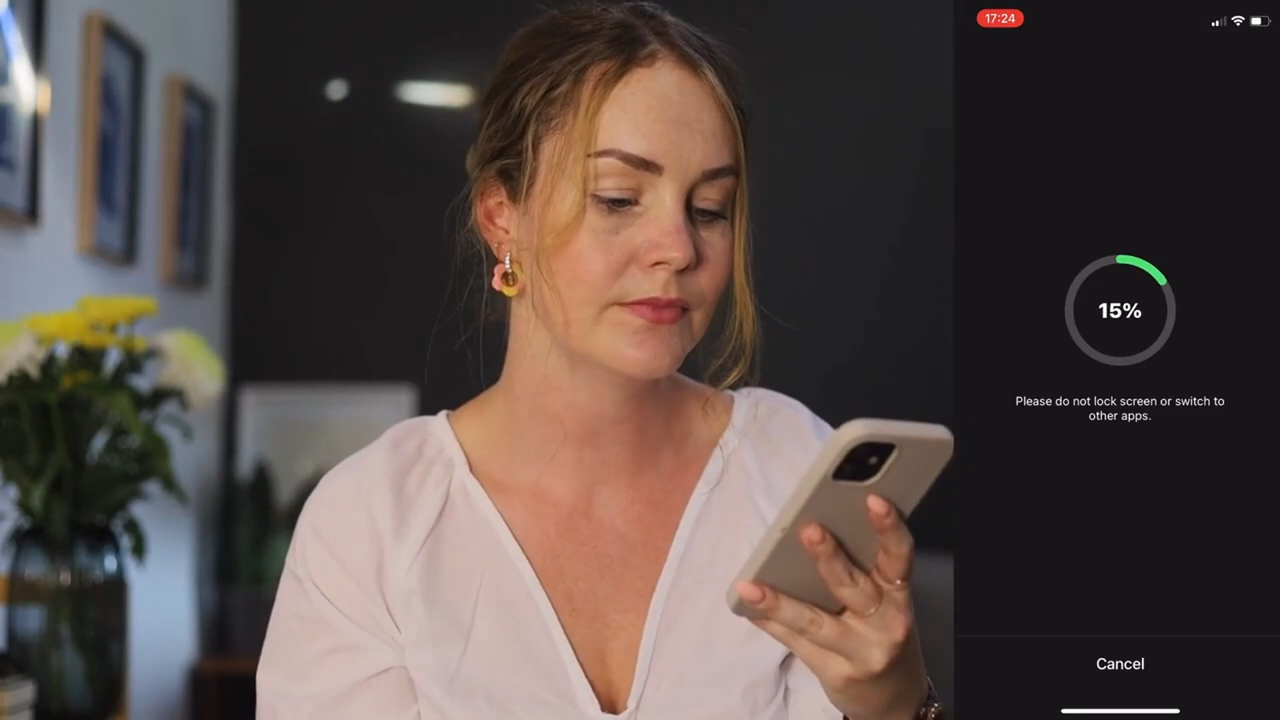 17:24
15%
Please do not lock screen or switch to
other apps.
Cancel